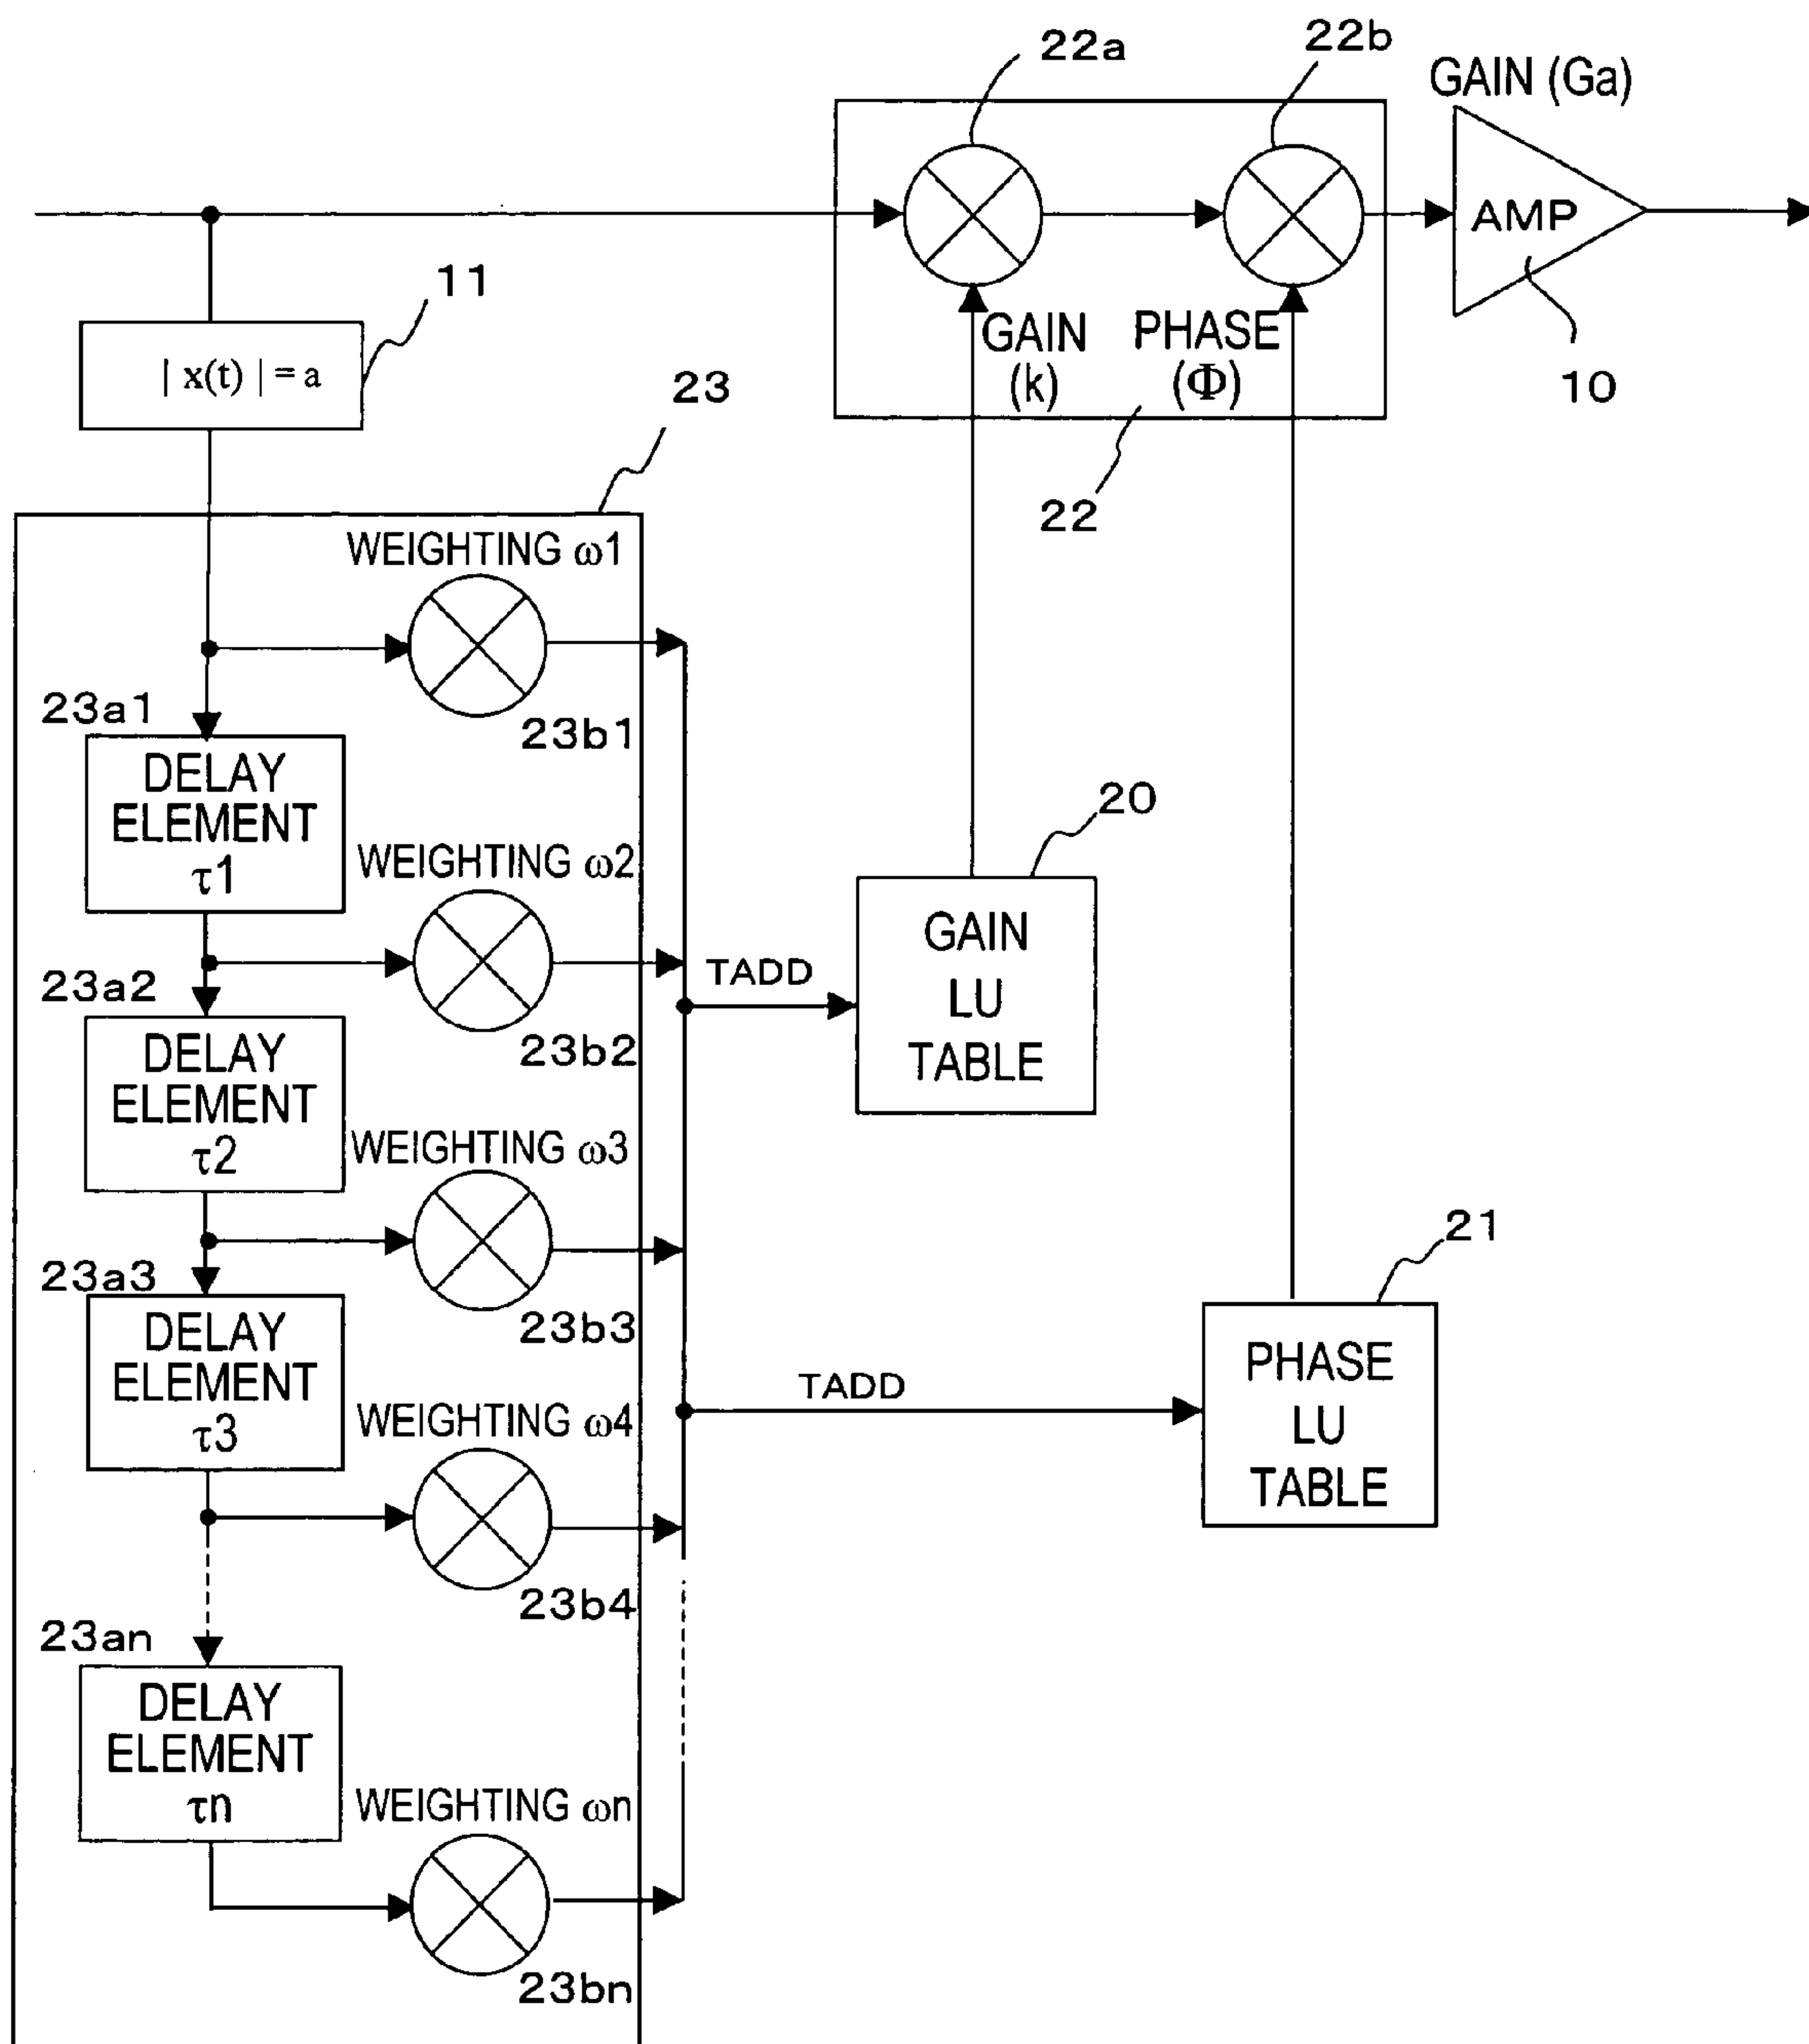 22a
22b
GAIN (Ga)
AMP
10
11
| x(t) | = a
GAIN
(k)
PHASE
(Φ)
22
23
WEIGHTING ω1
23b1
23a1
DELAY
ELEMENT
τ1
WEIGHTING ω2
23b2
20
GAIN
LU
TABLE
TADD
23a2
DELAY
ELEMENT
τ2
WEIGHTING ω3
23b3
21
PHASE
LU
TABLE
TADD
23a3
DELAY
ELEMENT
τ3
WEIGHTING ω4
23b4
23an
DELAY
ELEMENT
τn
WEIGHTING ωn
23bn